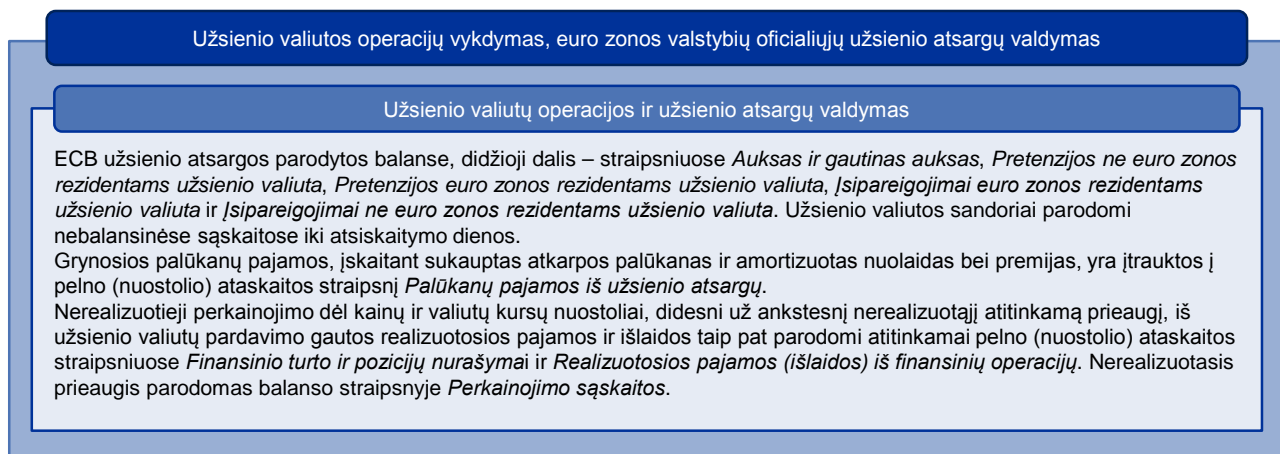 Užsienio valiutos operacijų vykdymas, euro zonos valstybių oficialiųjų užsienio atsargų valdymas
Užsienio valiutų operacijos ir užsienio atsargų valdymas
ECB užsienio atsargos parodytos balanse, didžioji dalis – straipsniuose Auksas ir gautinas auksas, Pretenzijos ne euro zonos
rezidentams užsienio valiuta, Pretenzijos euro zonos rezidentams užsienio valiuta, Įsipareigojimai euro zonos rezidentams
užsienio valiuta ir Įsipareigojimai ne euro zonos rezidentams užsienio valiuta. Užsienio valiutos sandoriai parodomi
nebalansinėse sąskaitose iki atsiskaitymo dienos.
Grynosios palūkanų pajamos, įskaitant sukauptas atkarpos palūkanas ir amortizuotas nuolaidas bei premijas, yra įtrauktos į
pelno (nuostolio) ataskaitos straipsnį Palūkanų pajamos iš užsienio atsargų.
Nerealizuotieji perkainojimo dėl kainų ir valiutų kursų nuostoliai, didesni už ankstesnį nerealizuotąjį atitinkamą prieaugį, iš
užsienio valiutų pardavimo gautos realizuotosios pajamos ir išlaidos taip pat parodomi atitinkamai pelno (nuostolio) ataskaitos
straipsniuose Finansinio turto ir pozicijų nurašymai ir Realizuotosios pajamos (išlaidos) iš finansinių operacijų. Nerealizuotasis
prieaugis parodomas balanso straipsnyje Perkainojimo sąskaitos.